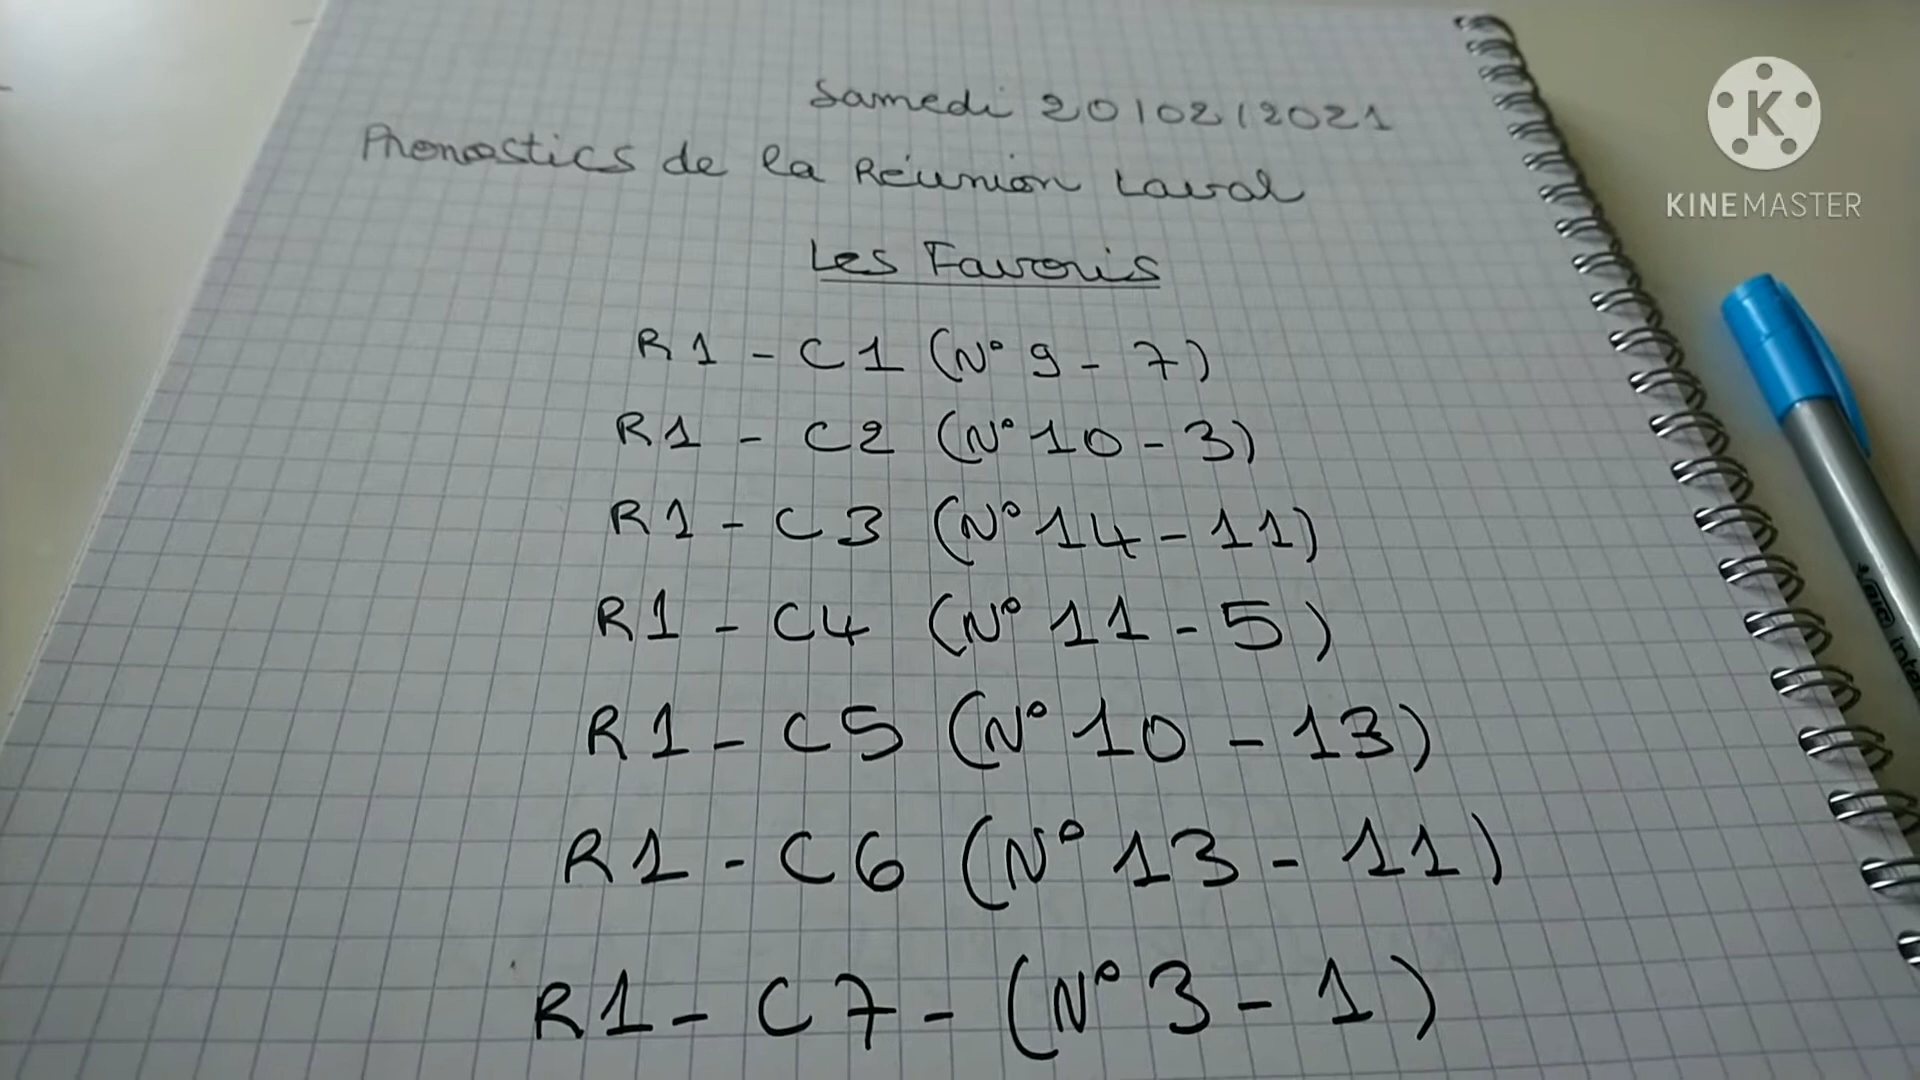 Samedi 20/02/2021
Pronostics de la Réunion Laval
Les Favoris
R1 - C1 (N° 9 - 7)
R1 - C2 (N° 10 - 3)
R1 - C3 (N° 14 - 11)
R1 - C4 (N° 11 - 5)
R1 - C5 (N° 10 - 13)
R1 - C6 (N° 13 - 11)
R1 - C7 - (N° 3 - 1)
K
KINEMASTER